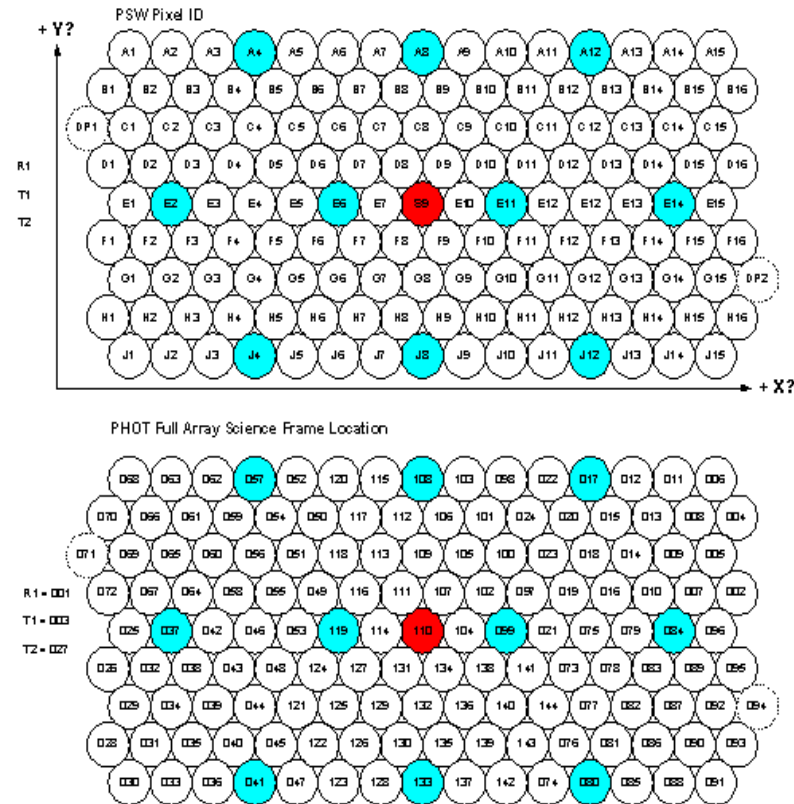 PSW Pixel ID
+ Y?
A1 A2 A3 A4 A5 A6 A7 A8 A9 A10 A11 A12 A13 A14 A15
B1 B2 B3 B4 B5 B6 B7 B8 B9 B10 B11 B12 B13 B14 B15 B16
DP1 C1 C2 C3 C4 C5 C6 C7 C8 C9 C10 C11 C12 C13 C14 C15
R1 D1 D2 D3 D4 D5 D6 D7 D8 D9 D10 D11 D12 D13 D14 D15 D16
T1 E1 E2 E3 E4 E5 E6 E7 E9 E10 E11 E12 E12 E13 E14 E15
T2
F1 F2 F3 F4 F5 F6 F7 F8 F9 F10 F11 F12 F13 F14 F15 F16
G1 G2 G3 G4 G5 G6 G7 G8 G9 G10 G11 G12 G13 G14 G15 DP2
H1 H2 H3 H4 H5 H6 H7 H8 H9 H10 H11 H12 H13 H14 H15 H16
J1 J2 J3 J4 J5 J6 J7 J8 J9 J10 J11 J12 J13 J14 J15
+ X?
PHOT Full Array Science Frame Location
068 063 062 057 052 120 115 108 103 098 022 017 012 011 006
070 066 061 059 054 050 117 112 106 101 024 020 015 013 008 004
071 069 065 060 056 051 118 113 109 105 100 023 018 014 009 005
R1 = 001 072 067 064 058 055 049 116 111 107 102 097 019 016 010 007 002
T1 = 003 025 037 042 046 053 119 114 110 104 099 021 075 079 084 096
T2 = 027
026 032 038 043 048 124 127 131 134 138 141 073 078 083 089 095
029 034 039 044 121 125 129 132 136 140 144 077 082 087 092 094
028 031 035 040 045 122 126 130 135 139 143 076 081 086 090 093
030 033 036 041 047 123 128 133 137 142 074 080 085 088 091